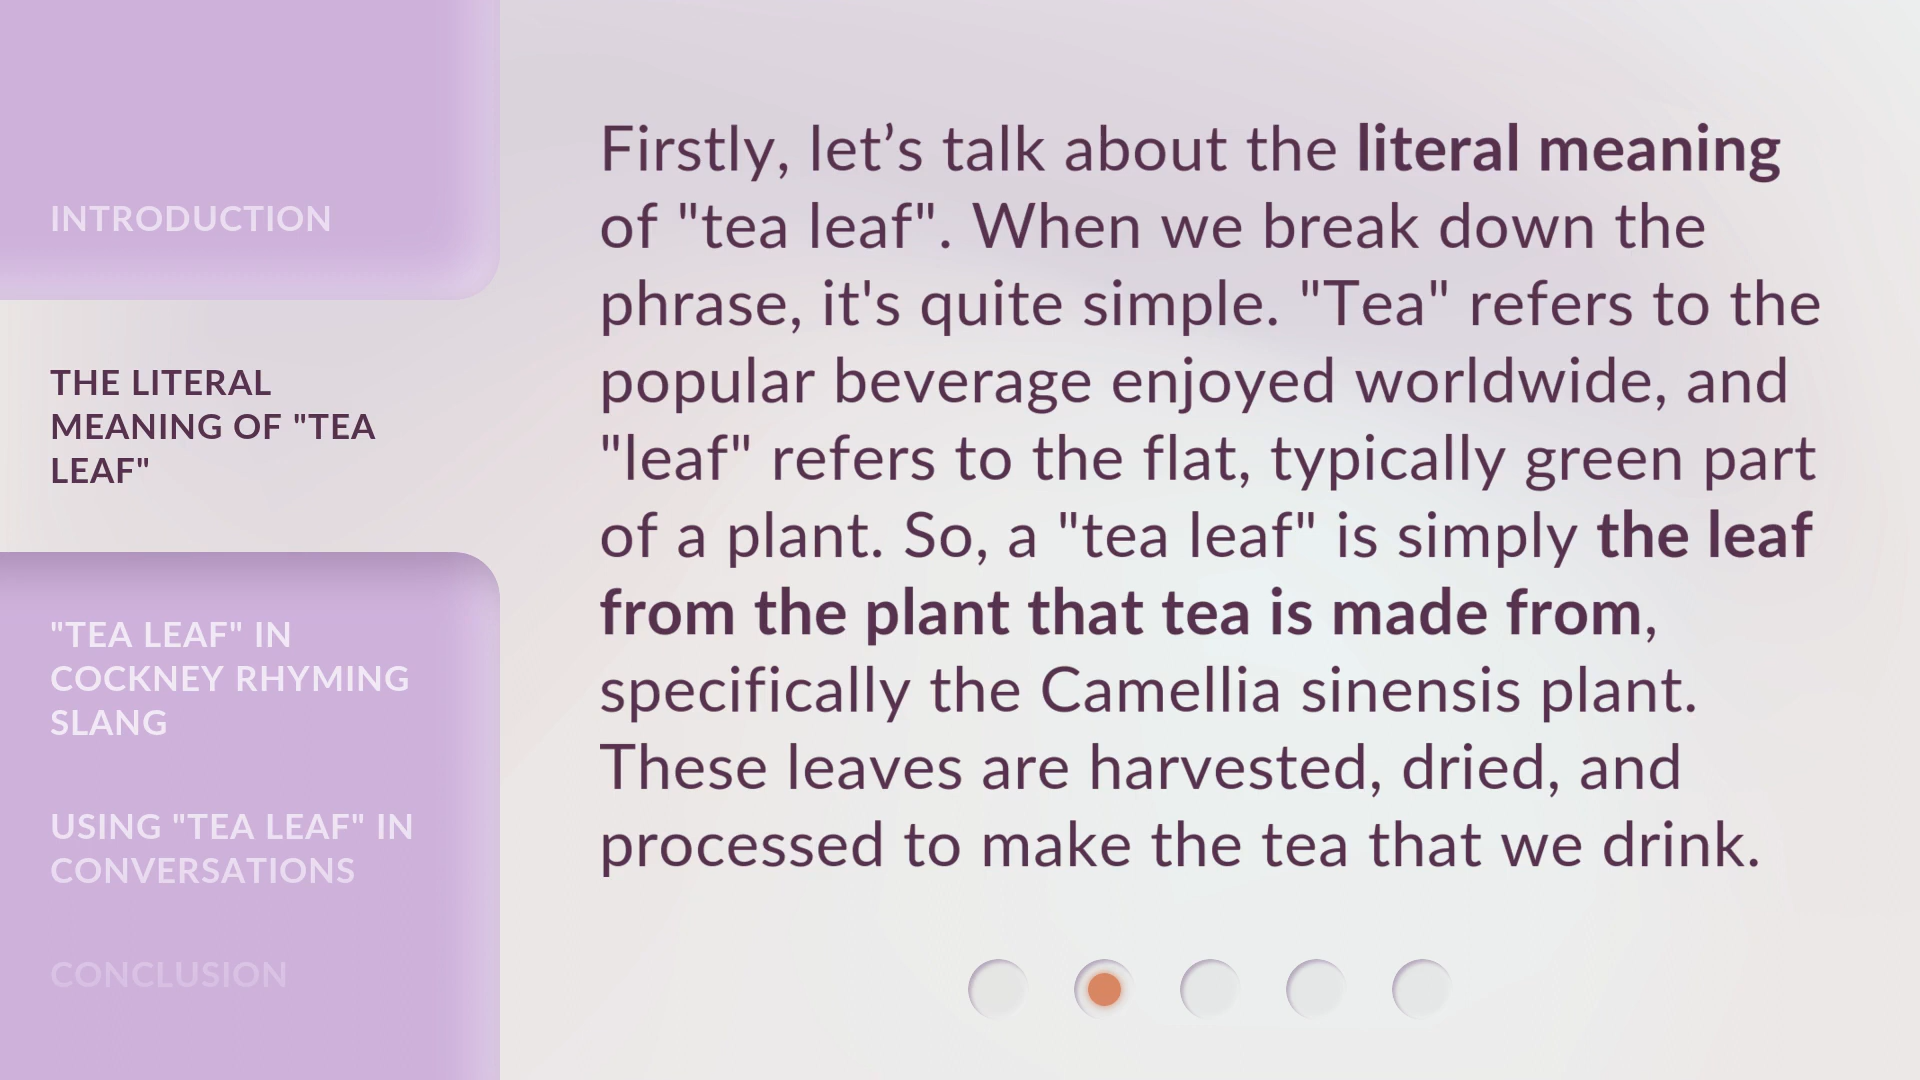 INTRODUCTION
THE LITERAL
MEANING OF "TEA
LEAF"
"TEA LEAF" IN
COCKNEY RHYMING
SLANG
USING "TEA LEAF" IN
CONVERSATIONS
CONCLUSION
Firstly, let’s talk about the literal meaning
of "tea leaf". When we break down the
phrase, it's quite simple. "Tea" refers to the
popular beverage enjoyed worldwide, and
"leaf" refers to the flat, typically green part
of a plant. So, a "tea leaf" is simply the leaf
from the plant that tea is made from,
specifically the Camellia sinensis plant.
These leaves are harvested, dried, and
processed to make the tea that we drink.